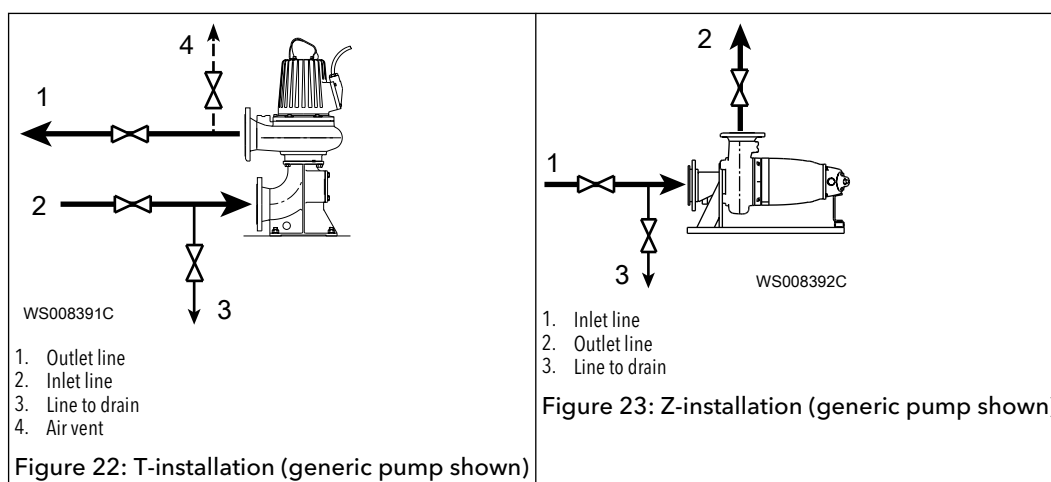 4
1
2
3
WS008391C
1. Outlet line
2. Inlet line
3. Line to drain
4. Air vent
Figure 22: T-installation (generic pump shown)
2
1
3
WS008392C
1. Inlet line
2. Outlet line
3. Line to drain
Figure 23: Z-installation (generic pump shown)